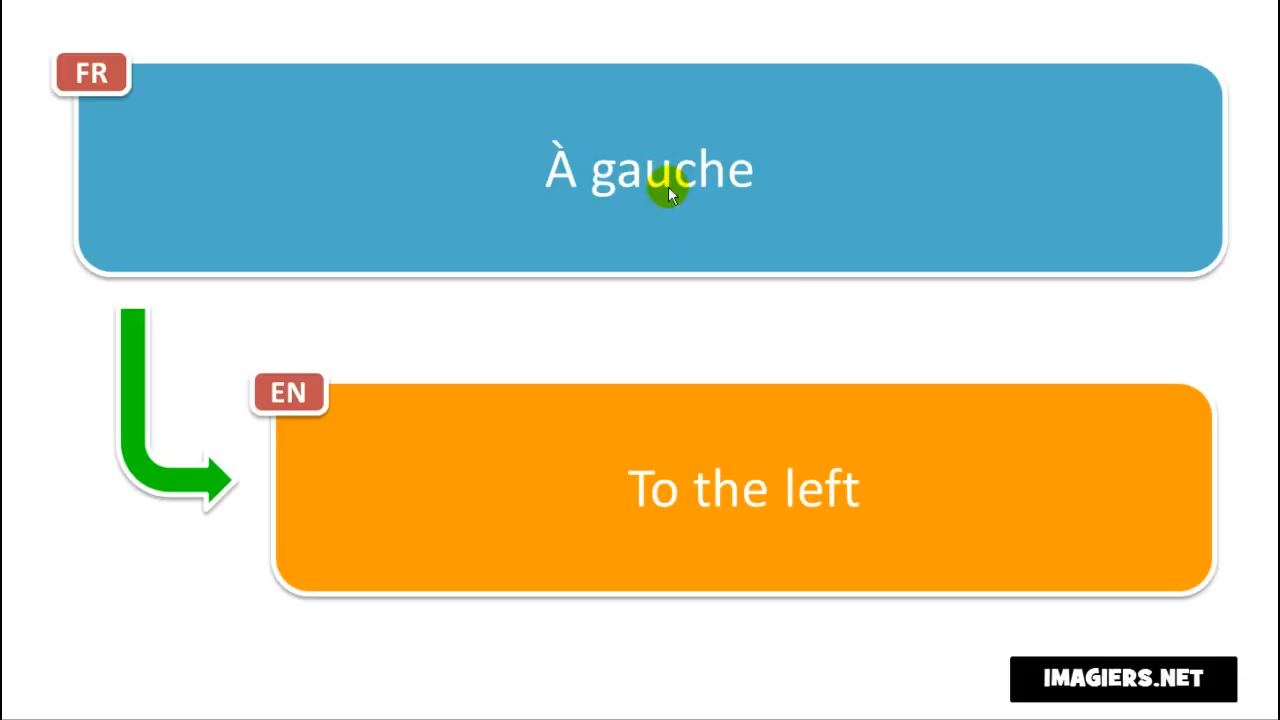 FR
À gauche
EN
To the left
IMAGIERS.NET